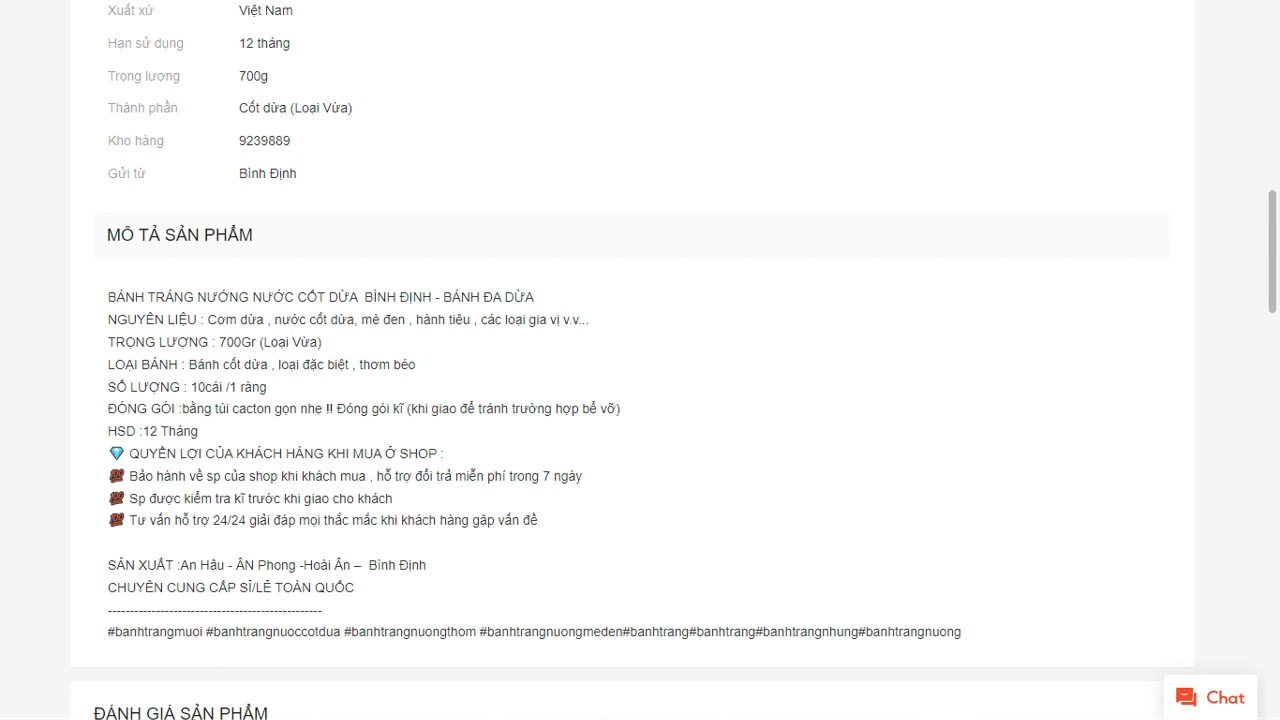 Xuất xứ Việt Nam
Hạn sử dụng 12 tháng
Trọng lượng 700g
Thành phần Cốt dừa (Loại Vừa)
Kho hàng 9239889
Gửi từ Bình Định
MÔ TẢ SẢN PHẨM
BÁNH TRÁNG NƯỚNG NƯỚC CỐT DỪA BÌNH ĐỊNH - BÁNH ĐA DỪA
NGUYÊN LIỆU : Cơm dừa , nước cốt dừa, mè đen , hành tiêu , các loại gia vị v.v...
TRỌNG LƯỢNG : 700Gr (Loại Vừa)
LOẠI BÁNH : Bánh cốt dừa , loại đặc biệt , thơm béo
SỐ LƯỢNG : 10cái /1 ràng
ĐÓNG GÓI :bằng túi cacton gọn nhẹ !! Đóng gói kĩ (khi giao để tránh trường hợp bể vỡ)
HSD :12 Tháng
💎 QUYỀN LỢI CỦA KHÁCH HÀNG KHI MUA Ở SHOP :
Bảo hành về sp của shop khi khách mua , hỗ trợ đổi trả miễn phí trong 7 ngày
Sp được kiểm tra kĩ trước khi giao cho khách
Tư vấn hỗ trợ 24/24 giải đáp mọi thắc mắc khi khách hàng gặp vấn đề
SẢN XUẤT :An Hậu - ÂN Phong -Hoài Ân – Bình Định
CHUYÊN CUNG CẤP SỈ/LẺ TOÀN QUỐC
-------------------------------------------------
#banhtrangmuoi #banhtrangnuoccotdua #banhtrangnuongthom #banhtrangnuongmeden#banhtrang#banhtrang#banhtrangnhung#banhtrangnuong
ĐÁNH GIÁ SẢN PHẨM
Chat